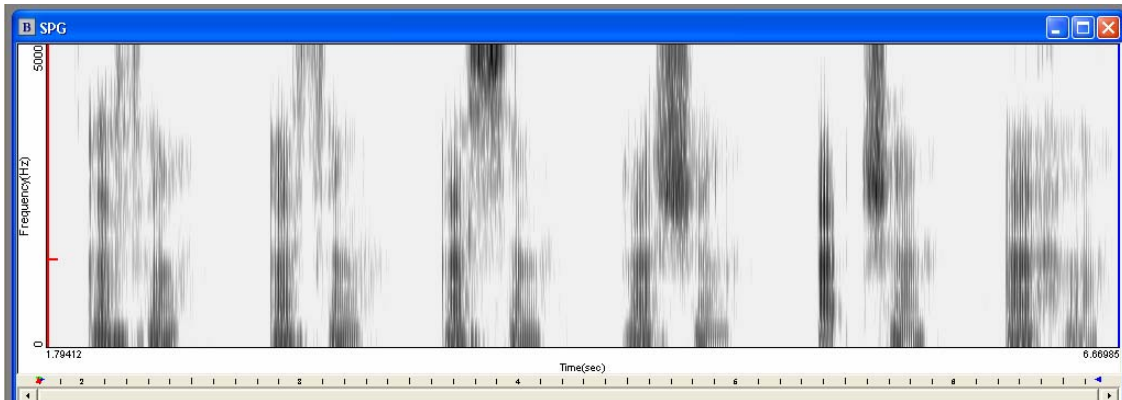 B SPG
5000
Frequency(Hz)
0
1.79412 6.66985
Time(sec)
2 3 4 5 6